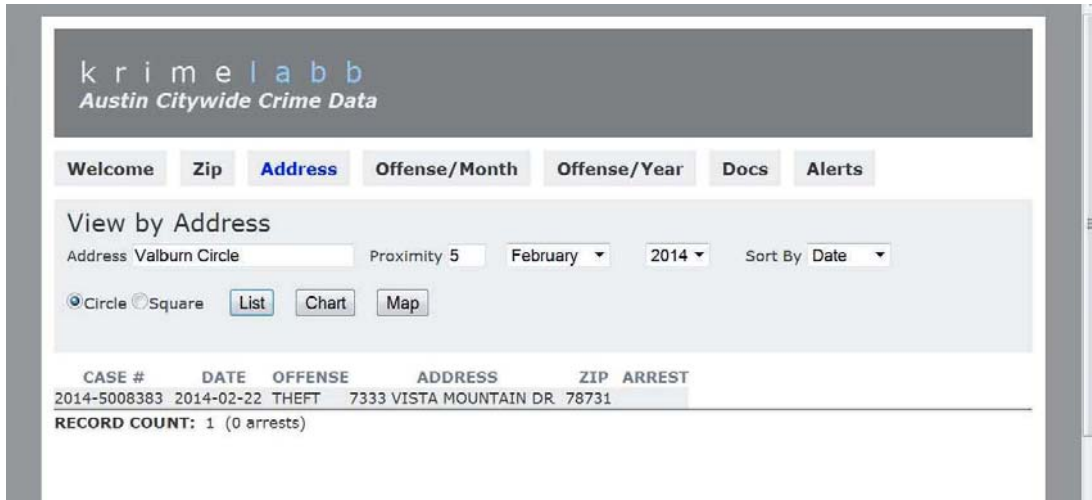 krimelabb
Austin Citywide Crime Data
Welcome Zip Address Offense/Month Offense/Year Docs Alerts
View by Address
Address Valburn Circle Proximity 5 February 2014 Sort By Date
Circle Square List Chart Map
CASE # DATE OFFENSE ADDRESS ZIP ARREST
2014-5008383 2014-02-22 THEFT 7333 VISTA MOUNTAIN DR 78731
RECORD COUNT: 1 (0 arrests)